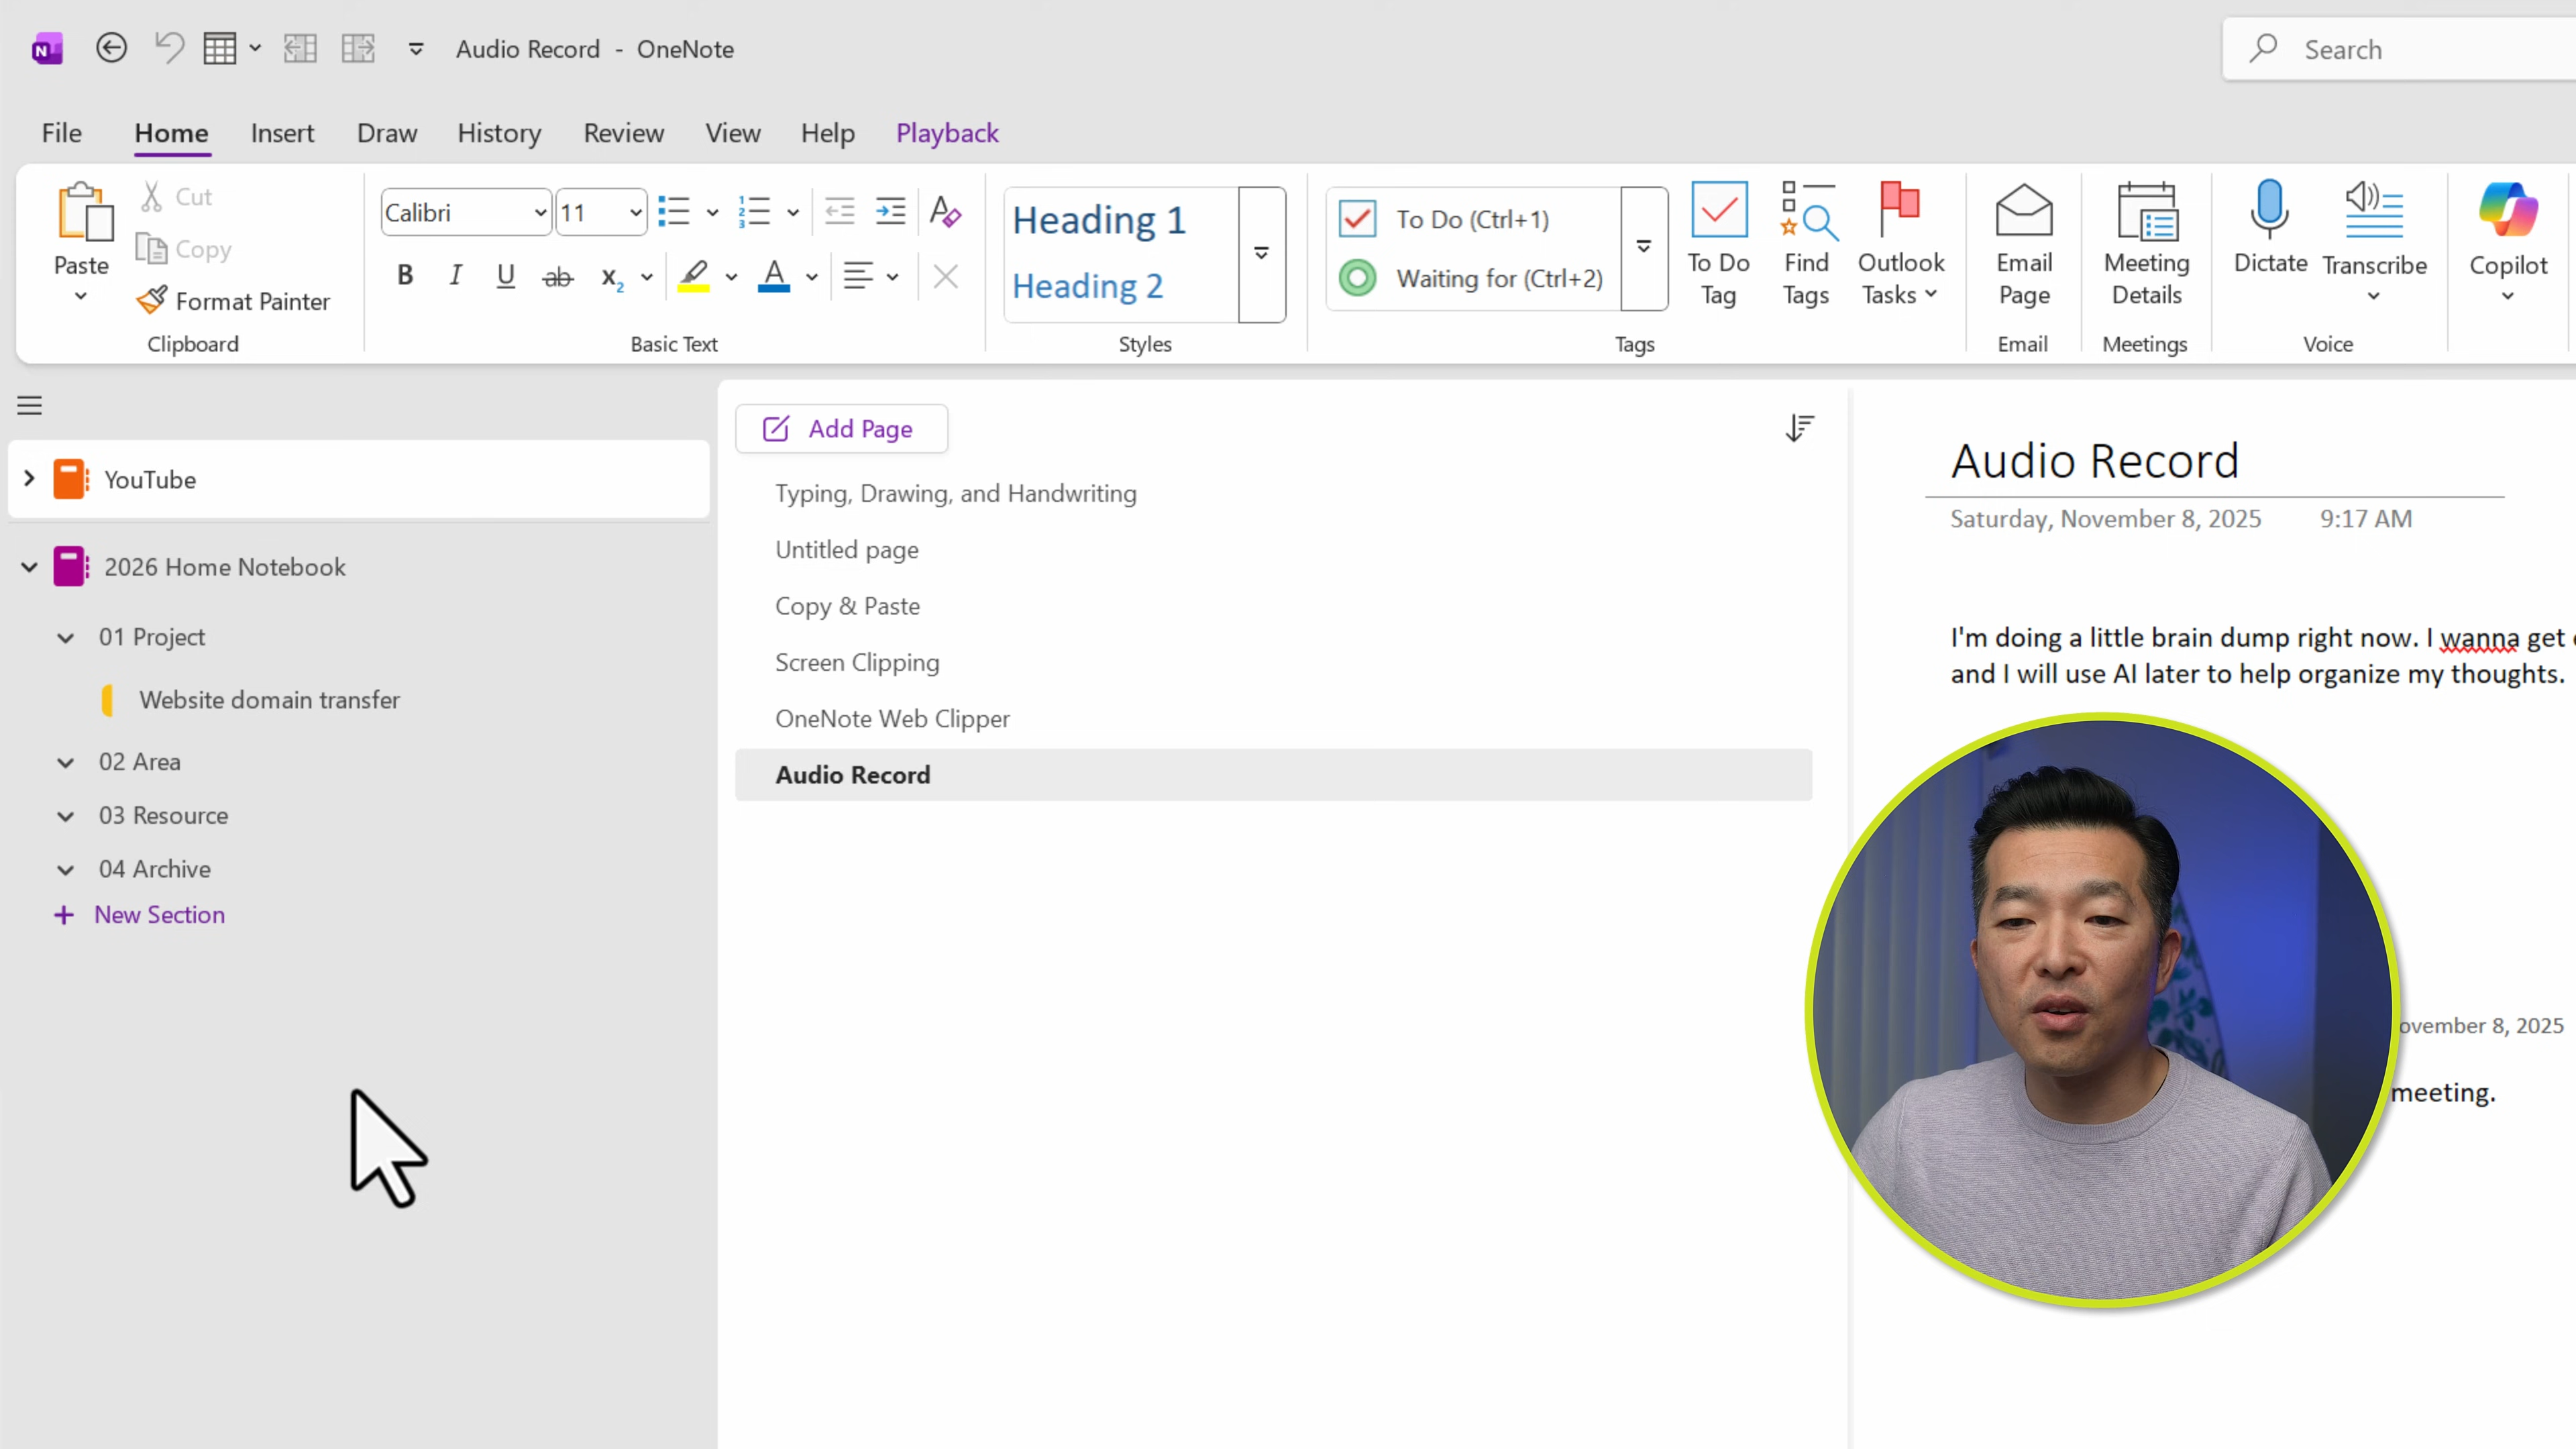 Audio Record - OneNote
Search
File Home Insert Draw History Review View Help Playback
Paste
Cut
Copy
Format Painter
Clipboard
Calibri 11
B I U ab x₂ A
Basic Text
Heading 1
Heading 2
Styles
To Do (Ctrl+1)
Waiting for (Ctrl+2)
To Do Tag
Find Tags
Outlook Tasks
Tags
Email Page
Email
Meeting Details
Meetings
Dictate
Transcribe
Voice
Copilot
YouTube
2026 Home Notebook
01 Project
Website domain transfer
02 Area
03 Resource
04 Archive
New Section
Add Page
Typing, Drawing, and Handwriting
Untitled page
Copy & Paste
Screen Clipping
OneNote Web Clipper
Audio Record
Audio Record
Saturday, November 8, 2025 9:17 AM
I'm doing a little brain dump right now. I wanna get
and I will use AI later to help organize my thoughts.
ovember 8, 2025
meeting.